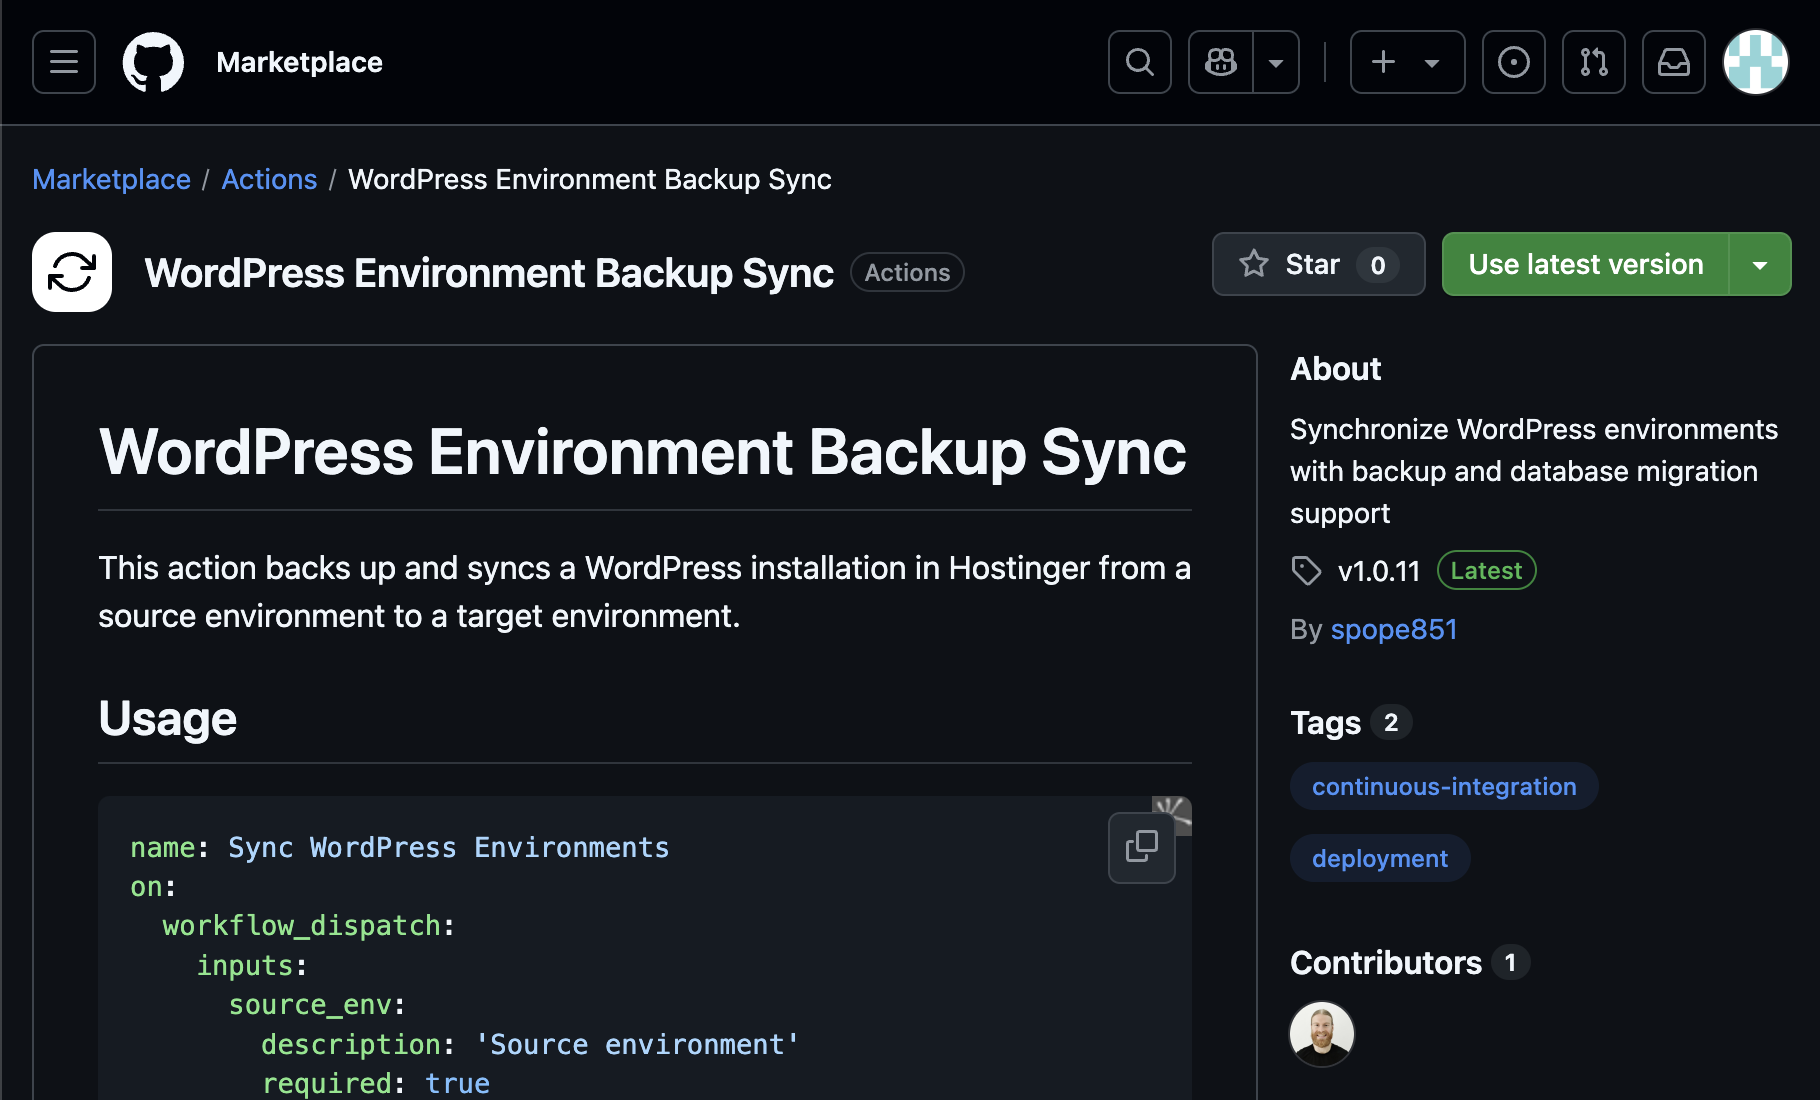 Marketplace
Marketplace / Actions / WordPress Environment Backup Sync
WordPress Environment Backup Sync Actions
Star 0
Use latest version
WordPress Environment Backup Sync
This action backs up and syncs a WordPress installation in Hostinger from a
source environment to a target environment.
Usage
name: Sync WordPress Environments
on:
  workflow_dispatch:
    inputs:
      source_env:
        description: 'Source environment'
        required: true
About
Synchronize WordPress environments
with backup and database migration
support
v1.0.11 Latest
By spope851
Tags 2
continuous-integration
deployment
Contributors 1